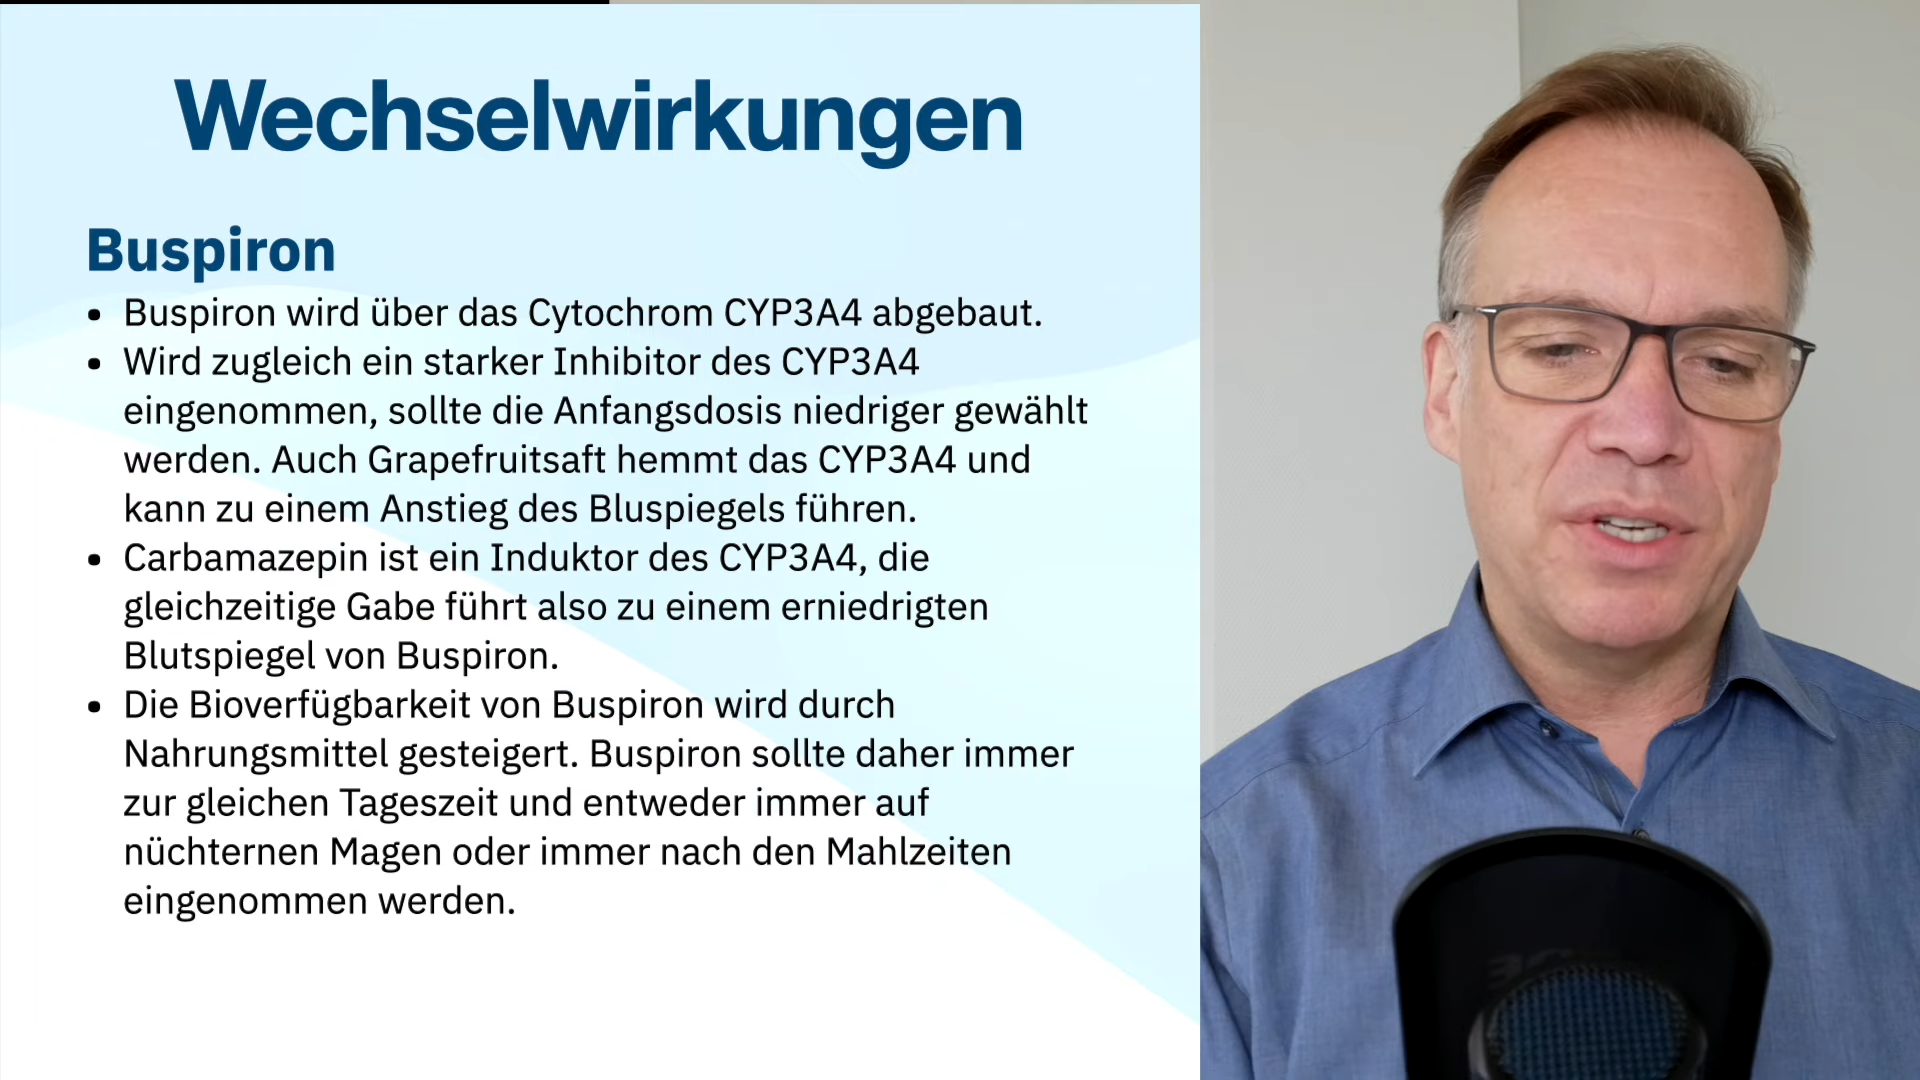 Wechselwirkungen
Buspiron
• Buspiron wird über das Cytochrom CYP3A4 abgebaut.
• Wird zugleich ein starker Inhibitor des CYP3A4
eingenommen, sollte die Anfangsdosis niedriger gewählt
werden. Auch Grapefruitsaft hemmt das CYP3A4 und
kann zu einem Anstieg des Bluspiegels führen.
• Carbamazepin ist ein Induktor des CYP3A4, die
gleichzeitige Gabe führt also zu einem erniedrigten
Blutspiegel von Buspiron.
• Die Bioverfügbarkeit von Buspiron wird durch
Nahrungsmittel gesteigert. Buspiron sollte daher immer
zur gleichen Tageszeit und entweder immer auf
nüchternen Magen oder immer nach den Mahlzeiten
eingenommen werden.